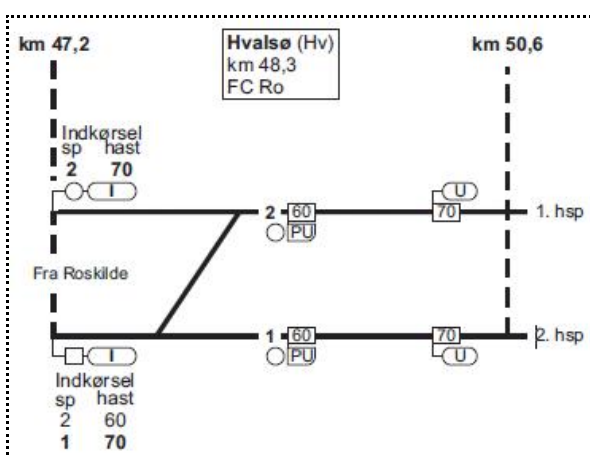 km 47,2
Hvalsø (Hv)
km 48,3
FC Ro
km 50,6
Indkørsel
sp hast
2 70
I
U
2 60
70
1. hsp
PU
Fra Roskilde
1 60
70
2. hsp
I
PU
U
Indkørsel
sp hast
2 60
1 70